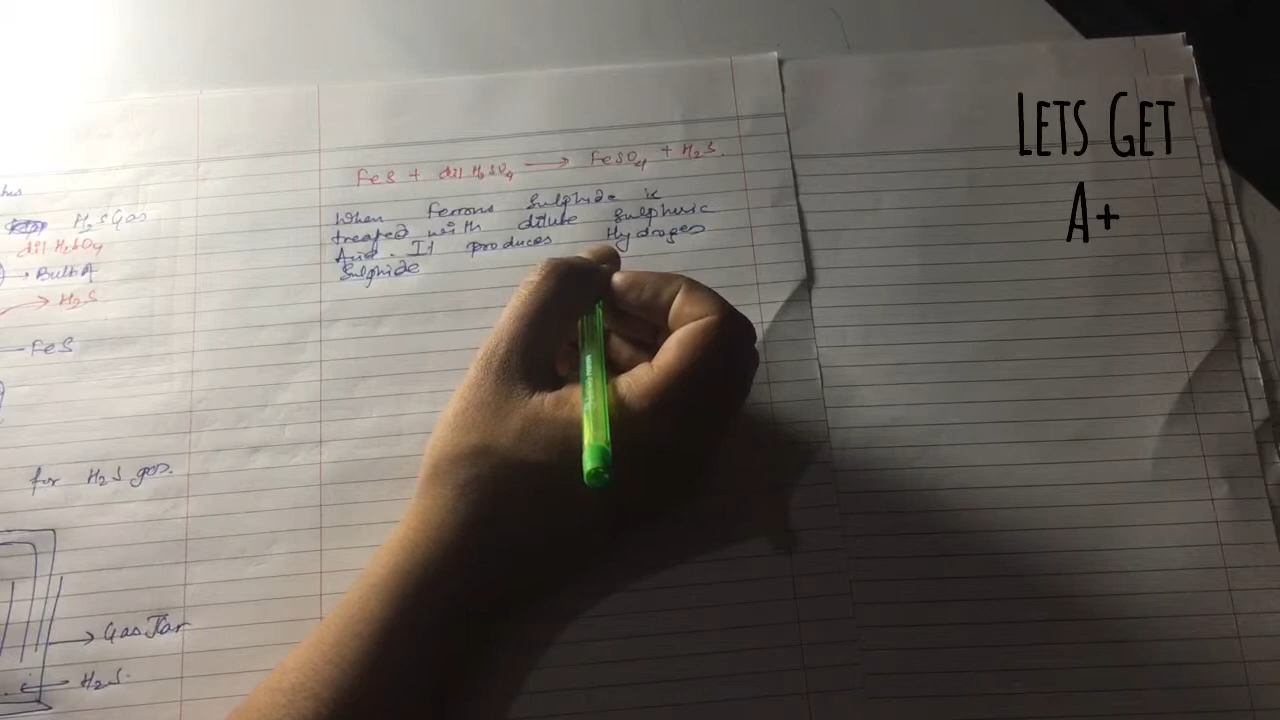 H2S Gas
dil H2SO4
→ Bulb A
→ H2S
FeS
for H2S gas.
→ Gas Jar
H2S.
FeS + dil H2SO4 → FeSO4 + H2S.
When Ferrous Sulphide is
treated with dilute Sulphuric
Acid. It produces Hydrogen
Sulphide
LETS GET
A+